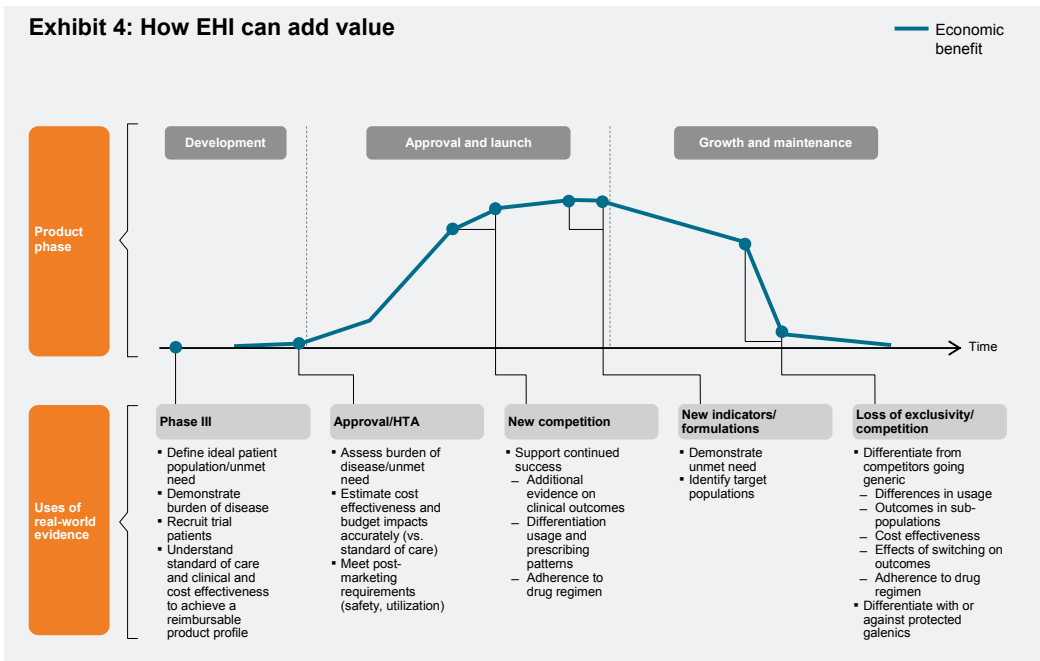 Exhibit 4: How EHI can add value
Economic
benefit
Product
phase
Development
Approval and launch
Growth and maintenance
Time
Uses of
real-world
evidence
Phase III
▪ Define ideal patient
population/unmet
need
▪ Demonstrate
burden of disease
▪ Recruit trial
patients
▪ Understand
standard of care
and clinical and
cost effectiveness
to achieve a
reimbursable
product profile
Approval/HTA
▪ Assess burden of
disease/unmet
need
▪ Estimate cost
effectiveness and
budget impacts
accurately (vs.
standard of care)
▪ Meet post-
marketing
requirements
(safety, utilization)
New competition
▪ Support continued
success
– Additional
evidence on
clinical outcomes
– Differentiation
usage and
prescribing
patterns
– Adherence to
drug regimen
New indicators/
formulations
▪ Demonstrate
unmet need
▪ Identify target
populations
Loss of exclusivity/
competition
▪ Differentiate from
competitors going
generic
– Differences in usage
– Outcomes in sub-
populations
– Cost effectiveness
– Effects of switching on
outcomes
– Adherence to drug
regimen
▪ Differentiate with or
against protected
galenics